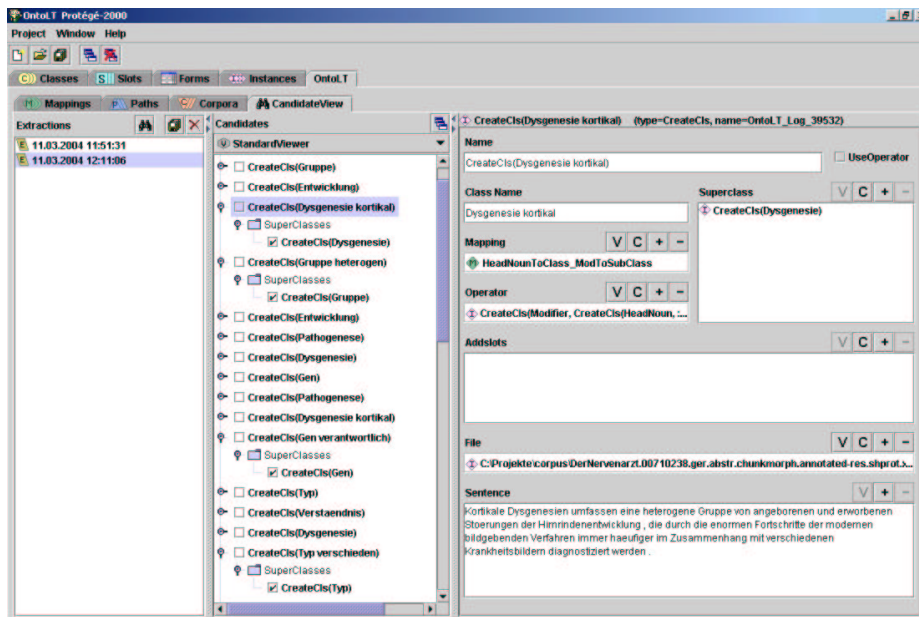 OntoLT Protégé-2000
Project Window Help
Classes Slots Forms Instances OntoLT
Mappings Paths Corpora CandidateView
Extractions
11.03.2004 11:51:31
11.03.2004 12:11:06
Candidates
StandardViewer
CreateCls(Gruppe)
CreateCls(Entwicklung)
CreateCls(Dysgenesie kortikal)
SuperClasses
CreateCls(Dysgenesie)
CreateCls(Gruppe heterogen)
SuperClasses
CreateCls(Gruppe)
CreateCls(Entwicklung)
CreateCls(Pathogenese)
CreateCls(Dysgenesie)
CreateCls(Gen)
CreateCls(Pathogenese)
CreateCls(Dysgenesie kortikal)
CreateCls(Gen verantwortlich)
SuperClasses
CreateCls(Gen)
CreateCls(Typ)
CreateCls(Verstaendnis)
CreateCls(Dysgenesie)
CreateCls(Typ verschieden)
SuperClasses
CreateCls(Typ)
CreateCls(Dysgenesie kortikal) (type=CreateCls, name=OntoLT_Log_39532)
Name
CreateCls(Dysgenesie kortikal)
UseOperator
Class Name
Dysgenesie kortikal
Superclass V C + -
CreateCls(Dysgenesie)
Mapping V C + -
HeadNounToClass_ModToSubClass
Operator V C + -
CreateCls(Modifier, CreateCls(HeadNoun, :...
Addslots V C + -
File V C + -
C:\Projekte\corpus\DerNervenarzt.00710238.ger.abstr.chunkmorph.annotated-res.shprot.x...
Sentence V + -
Kortikale Dysgenesien umfassen eine heterogene Gruppe von angeborenen und erworbenen
Stoerungen der Hirnrindenentwicklung , die durch die enormen Fortschritte der modernen
bildgebenden Verfahren immer haeufiger im Zusammenhang mit verschiedenen
Krankheitsbildern diagnostiziert werden .